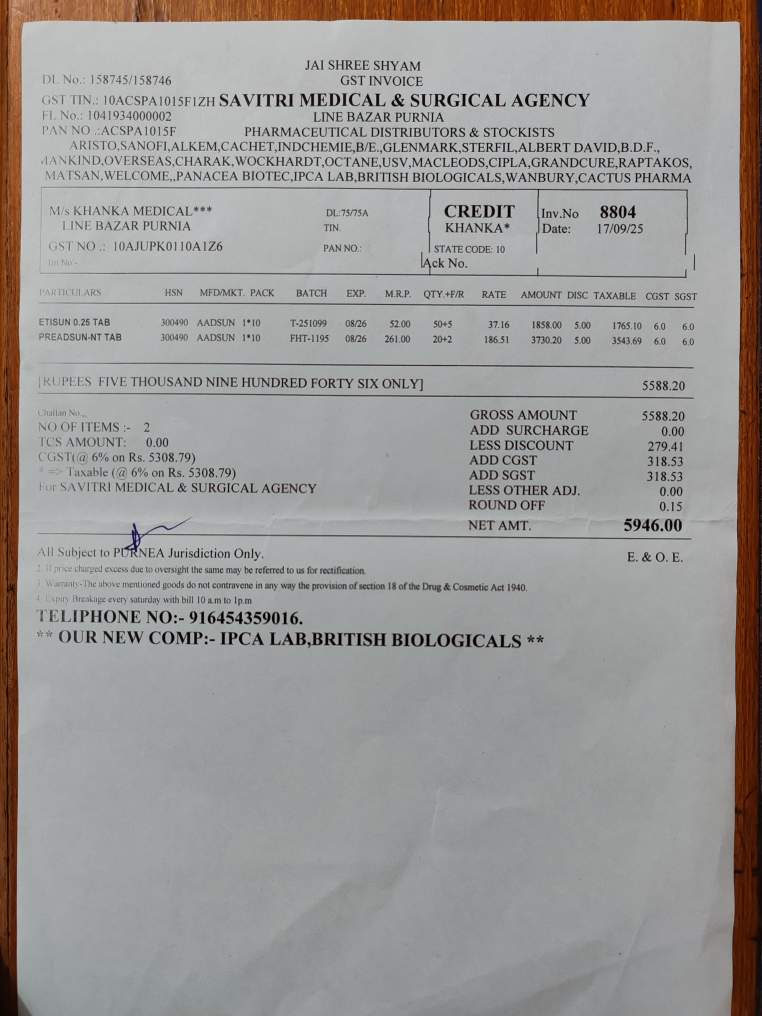 JAI SHREE SHYAM
DL No.: 158745/158746 GST INVOICE
GST TIN.: 10ACSPA1015F1ZH SAVITRI MEDICAL & SURGICAL AGENCY
FL No.: 1041934000002 LINE BAZAR PURNIA
PAN NO .:ACSPA1015F PHARMACEUTICAL DISTRIBUTORS & STOCKISTS
ARISTO,SANOFI,ALKEM,CACHET,INDCHEMIE,B/E.,GLENMARK,STERFIL,ALBERT DAVID,B.D.F.,
MANKIND,OVERSEAS,CHARAK,WOCKHARDT,OCTANE,USV,MACLEODS,CIPLA,GRANDCURE,RAPTAKOS,
MATSAN,WELCOME,,PANACEA BIOTEC,IPCA LAB,BRITISH BIOLOGICALS,WANBURY,CACTUS PHARMA
M/s KHANKA MEDICAL*** DL:75/75A CREDIT Inv.No 8804
LINE BAZAR PURNIA TIN. KHANKA* Date: 17/09/25
GST NO .: 10AJUPK0110A1Z6 PAN NO.: STATE CODE: 10
Irn No:- Ack No.
PARTICULARS HSN MFD/MKT. PACK BATCH EXP. M.R.P. QTY.+F/R RATE AMOUNT DISC TAXABLE CGST SGST
ETISUN 0.25 TAB 300490 AADSUN 1*10 T-251099 08/26 52.00 50+5 37.16 1858.00 5.00 1765.10 6.0 6.0
PREADSUN-NT TAB 300490 AADSUN 1*10 FHT-1195 08/26 261.00 20+2 186.51 3730.20 5.00 3543.69 6.0 6.0
[RUPEES FIVE THOUSAND NINE HUNDRED FORTY SIX ONLY] 5588.20
Challan No.,, GROSS AMOUNT 5588.20
NO OF ITEMS :- 2 ADD SURCHARGE 0.00
TCS AMOUNT: 0.00 LESS DISCOUNT 279.41
CGST(@ 6% on Rs. 5308.79) ADD CGST 318.53
* => Taxable (@ 6% on Rs. 5308.79) ADD SGST 318.53
For SAVITRI MEDICAL & SURGICAL AGENCY LESS OTHER ADJ. 0.00
ROUND OFF 0.15
NET AMT. 5946.00
All Subject to PURNEA Jurisdiction Only. E. & O. E.
2. If price charged excess due to oversight the same may be referred to us for rectification.
3. Warranty-The above mentioned goods do not contravene in any way the provision of section 18 of the Drug & Cosmetic Act 1940.
4. Expiry Breakage every saturday with bill 10 a.m to 1p.m
TELIPHONE NO:- 916454359016.
** OUR NEW COMP:- IPCA LAB,BRITISH BIOLOGICALS **